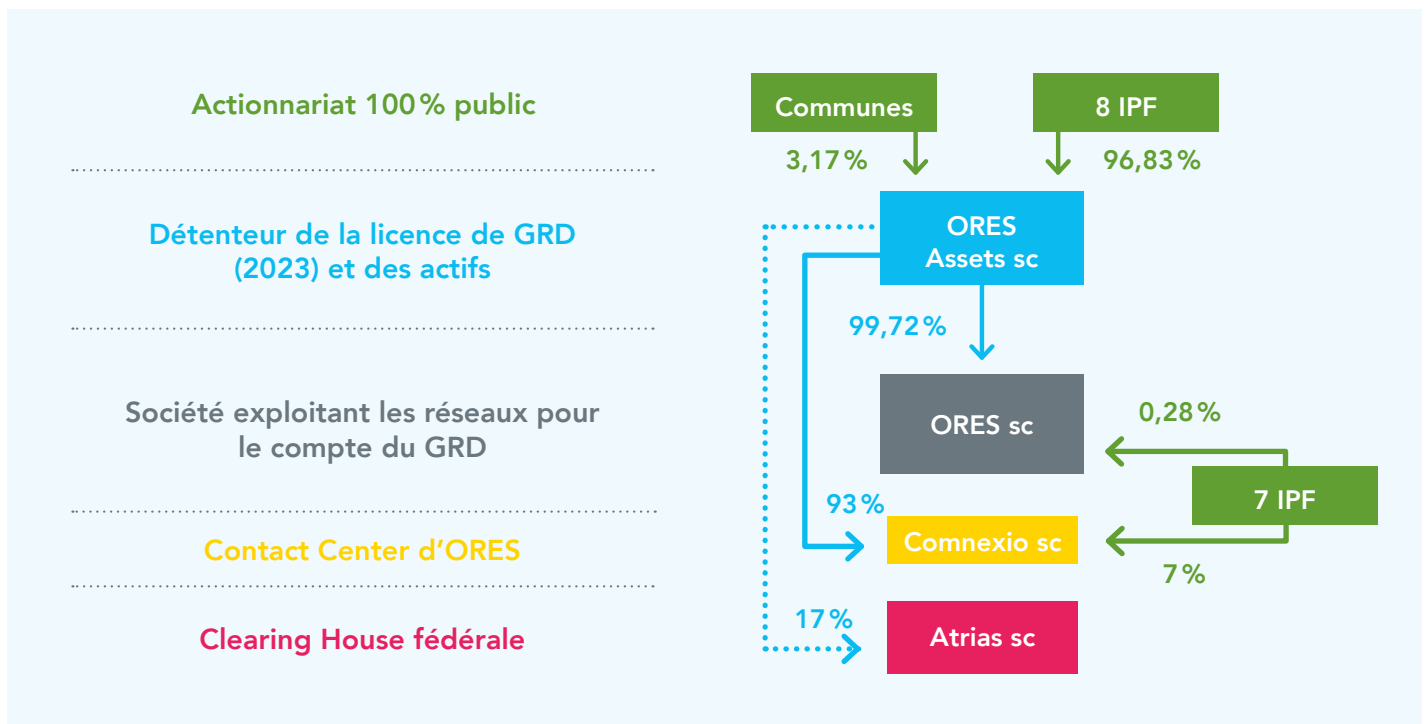 Actionnariat 100 % public
Communes
8 IPF
3,17 %
96,83 %
Détenteur de la licence de GRD
(2023) et des actifs
ORES
Assets sc
99,72 %
Société exploitant les réseaux pour
le compte du GRD
ORES sc
0,28 %
7 IPF
93 %
Contact Center d’ORES
Comnexio sc
7 %
17 %
Clearing House fédérale
Atrias sc